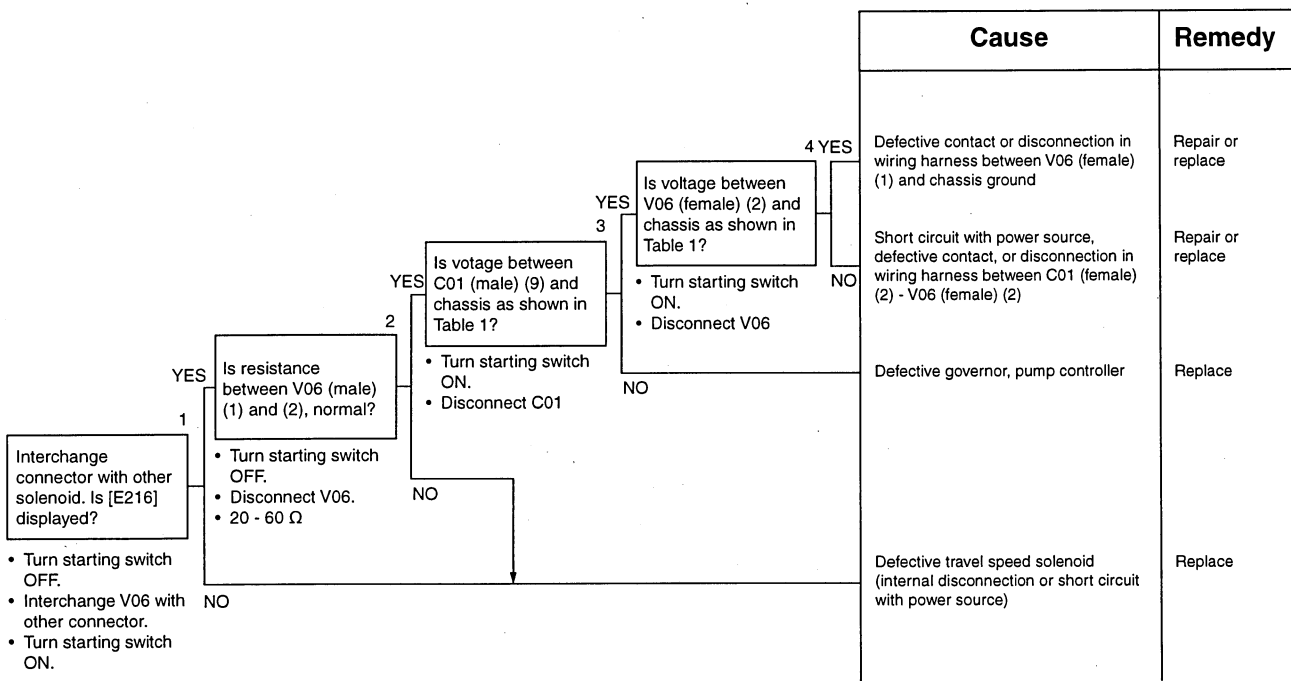 Cause
Remedy
4 YES
Defective contact or disconnection in
wiring harness between V06 (female)
(1) and chassis ground
Repair or
replace
Is voltage between
V06 (female) (2) and
chassis as shown in
Table 1?
YES
3
NO
Short circuit with power source,
defective contact, or disconnection in
wiring harness between C01 (female)
(2) - V06 (female) (2)
Repair or
replace
• Turn starting switch
ON.
• Disconnect V06
Is votage between
C01 (male) (9) and
chassis as shown in
Table 1?
YES
2
NO
Defective governor, pump controller
Replace
• Turn starting switch
ON.
• Disconnect C01
Is resistance
between V06 (male)
(1) and (2), normal?
YES
1
NO
• Turn starting switch
OFF.
• Disconnect V06.
• 20 - 60 Ω
Interchange
connector with other
solenoid. Is [E216]
displayed?
NO
Defective travel speed solenoid
(internal disconnection or short circuit
with power source)
Replace
• Turn starting switch
OFF.
• Interchange V06 with
other connector.
• Turn starting switch
ON.